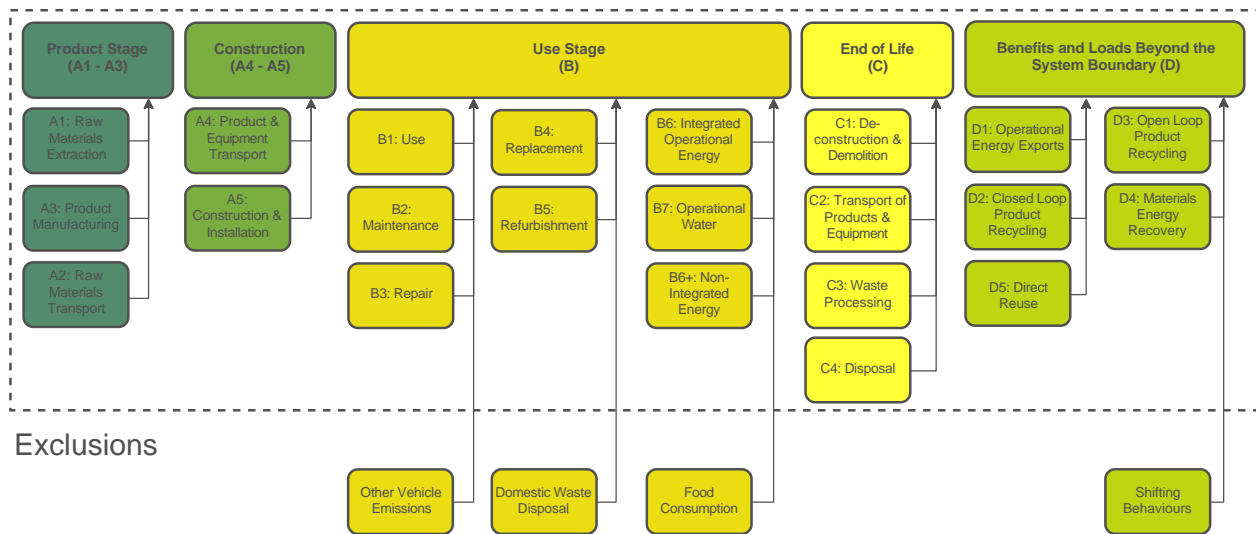 Product Stage
(A1 - A3)
Construction
(A4 - A5)
Use Stage
(B)
End of Life
(C)
Benefits and Loads Beyond the
System Boundary (D)
A1: Raw
Materials
Extraction
A3: Product
Manufacturing
A2: Raw
Materials
Transport
A4: Product &
Equipment
Transport
A5:
Construction &
Installation
B1: Use
B2:
Maintenance
B3: Repair
B4:
Replacement
B5:
Refurbishment
B6: Integrated
Operational
Energy
B7: Operational
Water
B6+: Non-
Integrated
Energy
C1: De-
construction &
Demolition
C2: Transport of
Products &
Equipment
C3: Waste
Processing
C4: Disposal
D1: Operational
Energy Exports
D2: Closed Loop
Product
Recycling
D5: Direct
Reuse
D3: Open Loop
Product
Recycling
D4: Materials
Energy
Recovery
Exclusions
Other Vehicle
Emissions
Domestic Waste
Disposal
Food
Consumption
Shifting
Behaviours